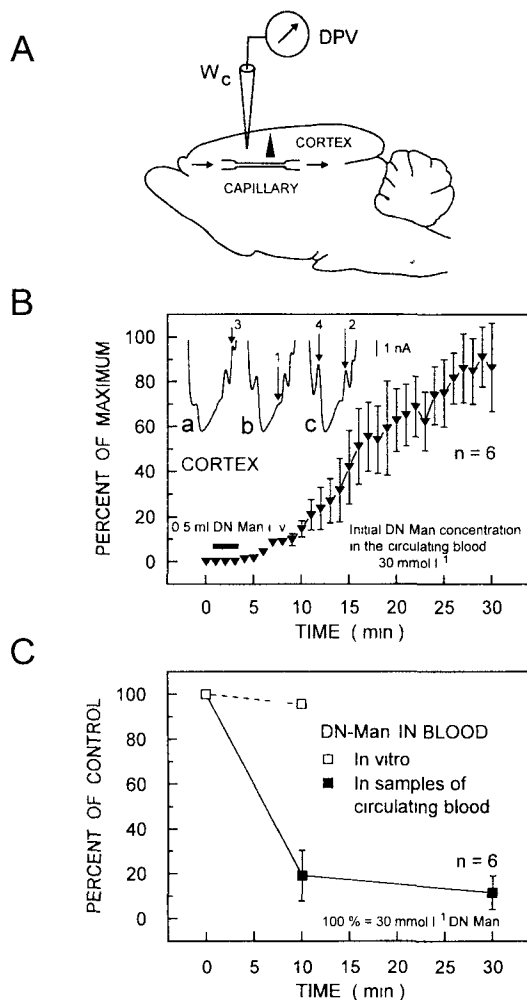 A
DPV
Wc
CORTEX
CAPILLARY
B
PERCENT OF MAXIMUM
100
80
60
40
20
0
3
4
2
1
1 nA
a
b
c
CORTEX
n = 6
0 5 ml DN Man i v
Initial DN Man concentration
in the circulating blood
30 mmol l 1
0 5 10 15 20 25 30
TIME ( min )
C
PERCENT OF CONTROL
100
80
60
40
20
0
DN-Man IN BLOOD
□ In vitro
■ In samples of
circulating blood
n = 6
100 % = 30 mmol l 1 DN Man
0 5 10 15 20 25 30
TIME ( min )